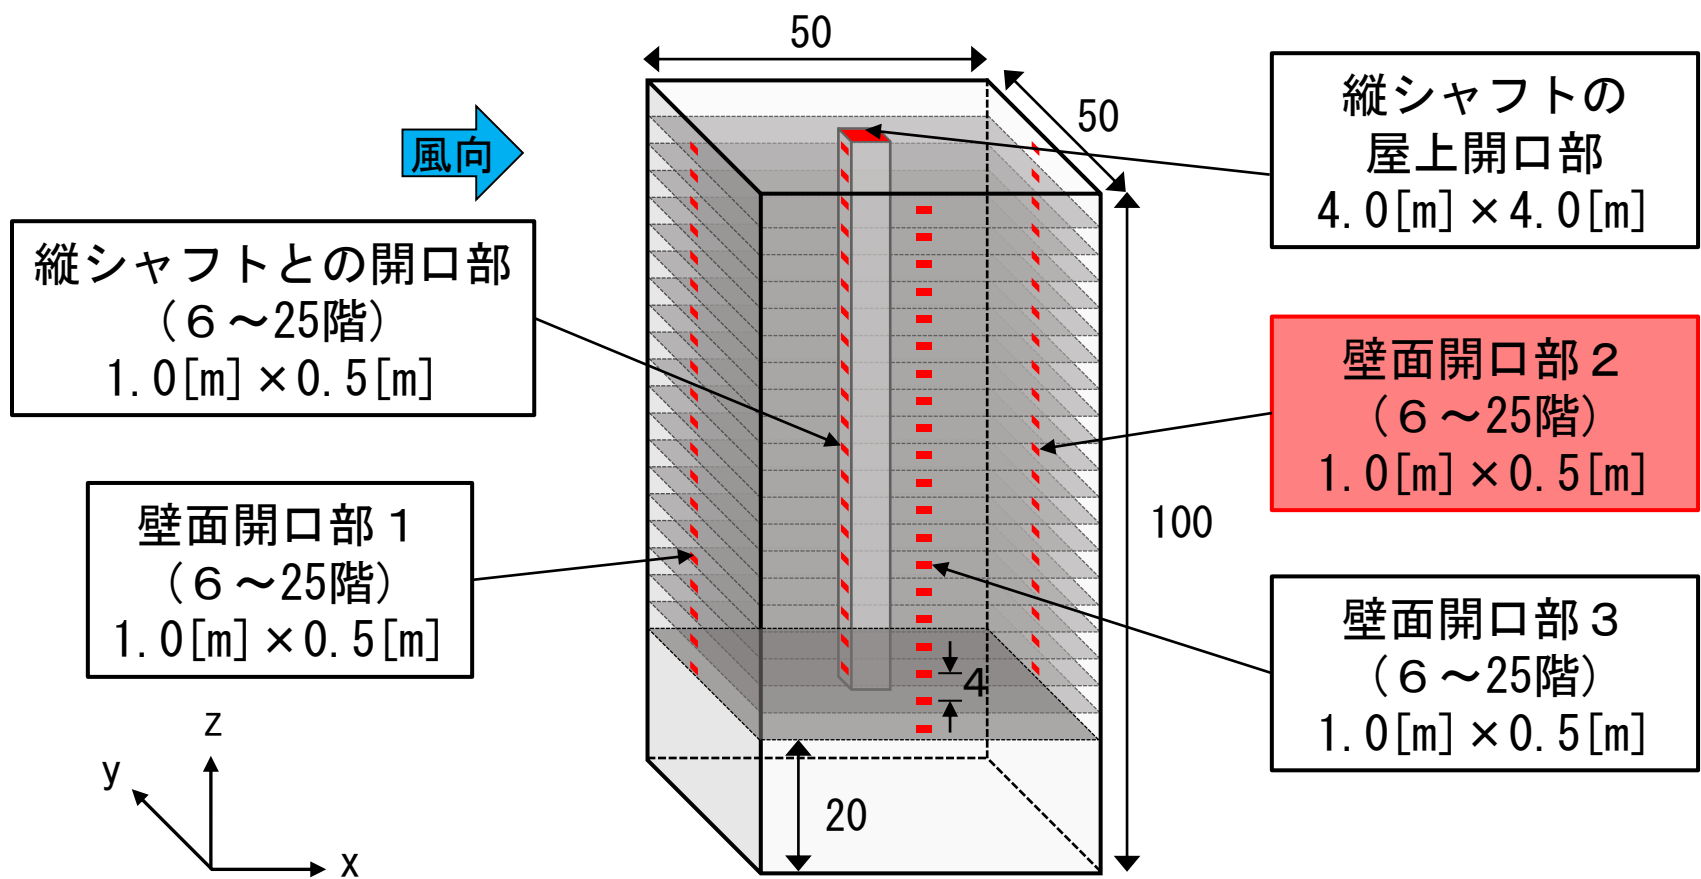 50
50
風向
縦シャフトの
屋上開口部
4.0[m]×4.0[m]
縦シャフトとの開口部
(6～25階)
1.0[m]×0.5[m]
壁面開口部2
(6～25階)
1.0[m]×0.5[m]
壁面開口部1
(6～25階)
1.0[m]×0.5[m]
100
壁面開口部3
(6～25階)
1.0[m]×0.5[m]
4
20
z
y
x